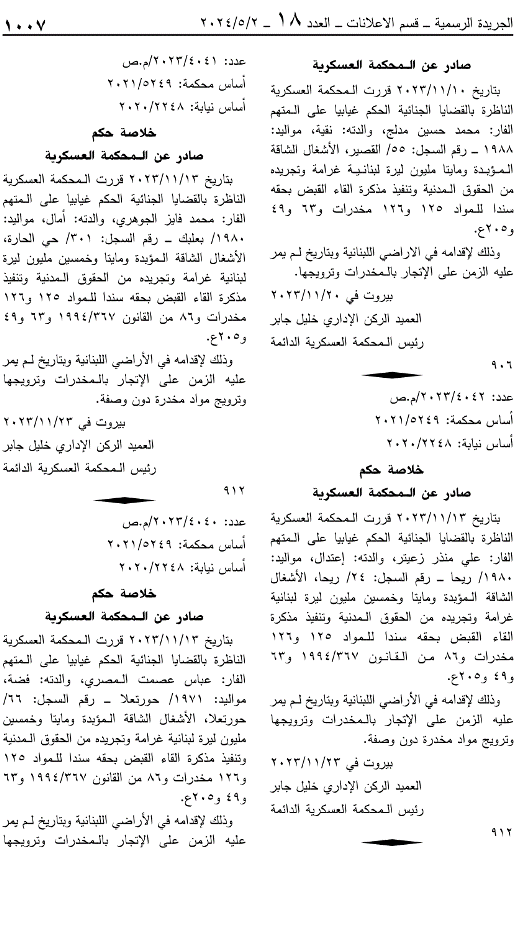 الجريدة الرسمية ــ قسم الاعلانات ــ العدد ١٨ ــ ٢٠٢٤/٥/٢
١٠٠٧
صادر عن المحكمة العسكرية
بتاريخ ٢٠٢٣/١١/١٠ قررت المحكمة العسكرية
الناظرة بالقضايا الجنائية الحكم غيابيا على المتهم
الفار: محمد حسين مدلج، والدته: نقية، مواليد:
١٩٨٨ ــ رقم السجل: ٥٥/ القصير، الأشغال الشاقة
المؤبدة ومايتا مليون ليرة لبنانية غرامة وتجريده
من الحقوق المدنية وتنفيذ مذكرة القاء القبض بحقه
سندا للمواد ١٢٥ و١٢٦ مخدرات و٦٣ و٤٩
و٢٠٥ع.
وذلك لإقدامه في الاراضي اللبنانية وبتاريخ لم يمر
عليه الزمن على الإتجار بالمخدرات وترويجها.
بيروت في ٢٠٢٣/١١/٢٠
العميد الركن الإداري خليل جابر
رئيس المحكمة العسكرية الدائمة
٩٠٦
عدد: ٢٠٢٣/٤٠٤٢/م.ص
أساس محكمة: ٢٠٢١/٥٢٤٩
أساس نيابة: ٢٠٢٠/٢٢٤٨
خلاصة حكم
صادر عن المحكمة العسكرية
بتاريخ ٢٠٢٣/١١/١٣ قررت المحكمة العسكرية
الناظرة بالقضايا الجنائية الحكم غيابيا على المتهم
الفار: علي منذر زعيتر، والدته: إعتدال، مواليد:
١٩٨٠/ ريحا ــ رقم السجل: ٢٤/ ريحا، الأشغال
الشاقة المؤبدة ومايتا وخمسين مليون ليرة لبنانية
غرامة وتجريده من الحقوق المدنية وتنفيذ مذكرة
القاء القبض بحقه سندا للمواد ١٢٥ و١٢٦
مخدرات و٨٦ من القانون ١٩٩٤/٣٦٧ و٦٣
و٤٩ و٢٠٥ع.
وذلك لإقدامه في الأراضي اللبنانية وبتاريخ لم يمر
عليه الزمن على الإتجار بالمخدرات وترويجها
وترويج مواد مخدرة دون وصفة.
بيروت في ٢٠٢٣/١١/٢٣
العميد الركن الإداري خليل جابر
رئيس المحكمة العسكرية الدائمة
٩١٢
عدد: ٢٠٢٣/٤٠٤١/م.ص
أساس محكمة: ٢٠٢١/٥٢٤٩
أساس نيابة: ٢٠٢٠/٢٢٤٨
خلاصة حكم
صادر عن المحكمة العسكرية
بتاريخ ٢٠٢٣/١١/١٣ قررت المحكمة العسكرية
الناظرة بالقضايا الجنائية الحكم غيابيا على المتهم
الفار: محمد فايز الجوهري، والدته: أمال، مواليد:
١٩٨٠/ بعلبك ــ رقم السجل: ٣٠١/ حي الحارة،
الأشغال الشاقة المؤبدة ومايتا وخمسين مليون ليرة
لبنانية غرامة وتجريده من الحقوق المدنية وتنفيذ
مذكرة القاء القبض بحقه سندا للمواد ١٢٥ و١٢٦
مخدرات و٨٦ من القانون ١٩٩٤/٣٦٧ و٦٣ و٤٩
و٢٠٥ع.
وذلك لإقدامه في الأراضي اللبنانية وبتاريخ لم يمر
عليه الزمن على الإتجار بالمخدرات وترويجها
وترويج مواد مخدرة دون وصفة.
بيروت في ٢٠٢٣/١١/٢٣
العميد الركن الإداري خليل جابر
رئيس المحكمة العسكرية الدائمة
٩١٢
عدد: ٢٠٢٣/٤٠٤٠/م.ص
أساس محكمة: ٢٠٢١/٥٢٤٩
أساس نيابة: ٢٠٢٠/٢٢٤٨
خلاصة حكم
صادر عن المحكمة العسكرية
بتاريخ ٢٠٢٣/١١/١٣ قررت المحكمة العسكرية
الناظرة بالقضايا الجنائية الحكم غيابيا على المتهم
الفار: عباس عصمت المصري، والدته: فضة،
مواليد: ١٩٧١/ حورتعلا ــ رقم السجل: ٦٦/
حورتعلا، الأشغال الشاقة المؤبدة ومايتا وخمسين
مليون ليرة لبنانية غرامة وتجريده من الحقوق المدنية
وتنفيذ مذكرة القاء القبض بحقه سندا للمواد ١٢٥
و١٢٦ مخدرات و٨٦ من القانون ١٩٩٤/٣٦٧ و٦٣
و٤٩ و٢٠٥ع.
وذلك لإقدامه في الأراضي اللبنانية وبتاريخ لم يمر
عليه الزمن على الإتجار بالمخدرات وترويجها